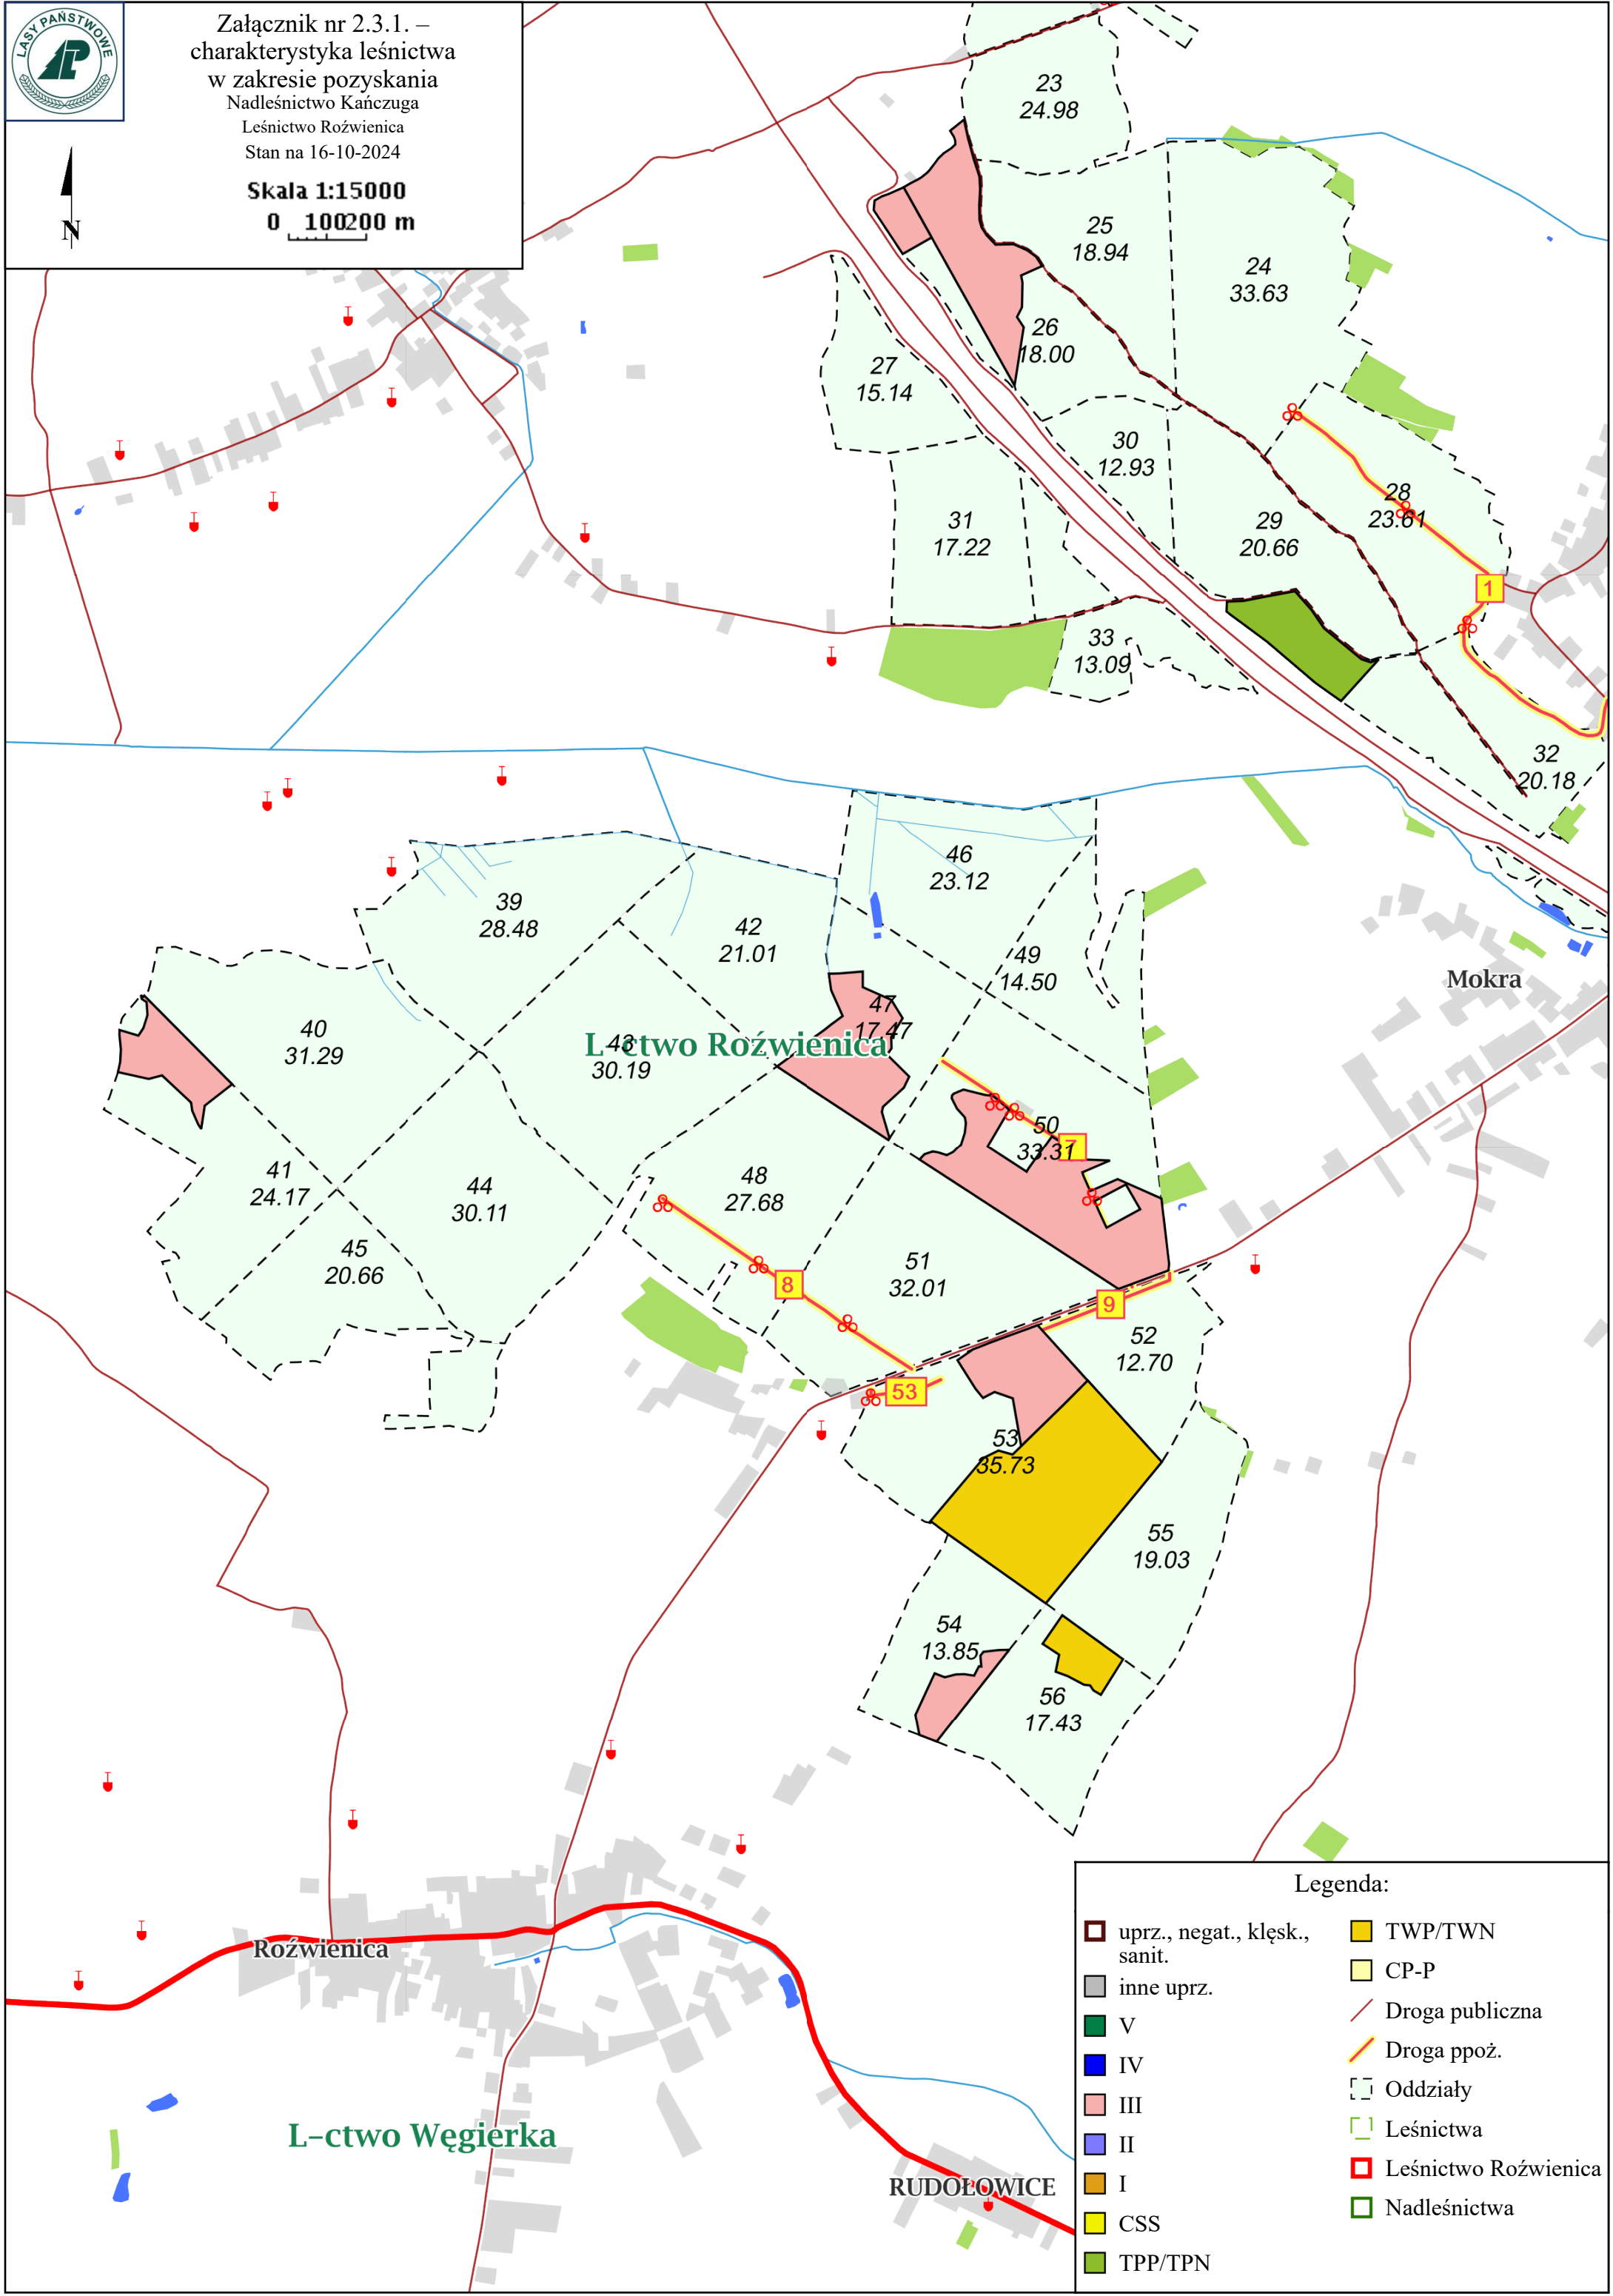 LASY PAŃSTWOWE
Załącznik nr 2.3.1. –
charakterystyka leśnictwa
w zakresie pozyskania
Nadleśnictwo Kańczuga
Leśnictwo Roźwienica
Stan na 16-10-2024
Skala 1:15000
0 100 200 m
N
23
24.98
25
18.94
24
33.63
26
18.00
27
15.14
30
12.93
28
23.61
31
17.22
29
20.66
1
33
13.09
32
20.18
46
23.12
39
28.48
42
21.01
49
14.50
Mokra
47
17.47
40
31.29
43
30.19
L-ctwo Roźwienica
50
33.31
7
41
24.17
44
30.11
48
27.68
45
20.66
51
32.01
8
9
52
12.70
53
53
35.73
55
19.03
54
13.85
56
17.43
Roźwienica
L-ctwo Węgierka
RUDOŁOWICE
Legenda:
uprz., negat., klęsk.,
sanit.
inne uprz.
V
IV
III
II
I
CSS
TPP/TPN
TWP/TWN
CP-P
Droga publiczna
Droga ppoż.
Oddziały
Leśnictwa
Leśnictwo Roźwienica
Nadleśnictwa